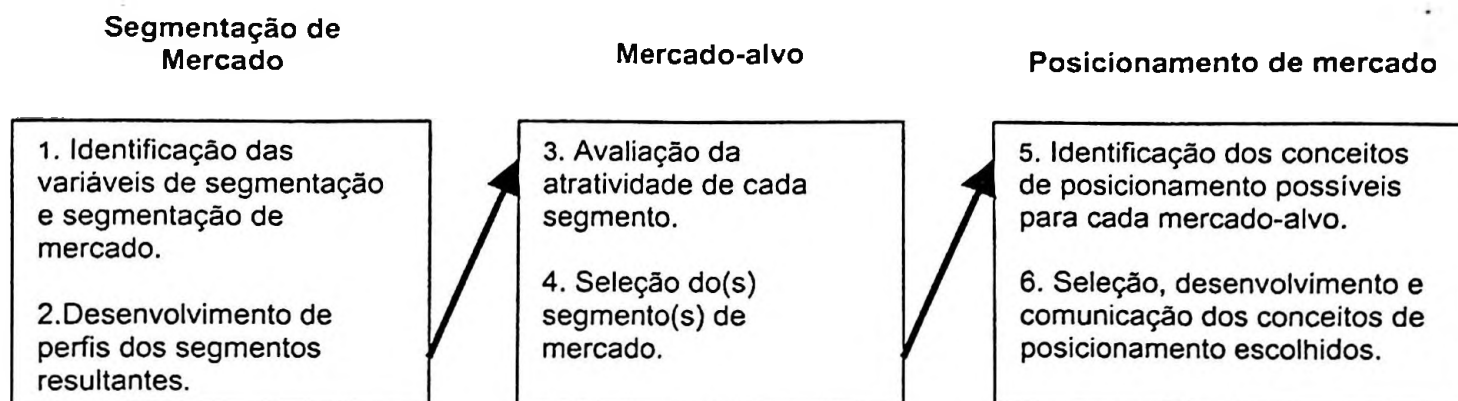 Segmentação de
Mercado
Mercado-alvo
Posicionamento de mercado
1. Identificação das
variáveis de segmentação
e segmentação de
mercado.
2.Desenvolvimento de
perfis dos segmentos
resultantes.
3. Avaliação da
atratividade de cada
segmento.
4. Seleção do(s)
segmento(s) de
mercado.
5. Identificação dos conceitos
de posicionamento possíveis
para cada mercado-alvo.
6. Seleção, desenvolvimento e
comunicação dos conceitos de
posicionamento escolhidos.